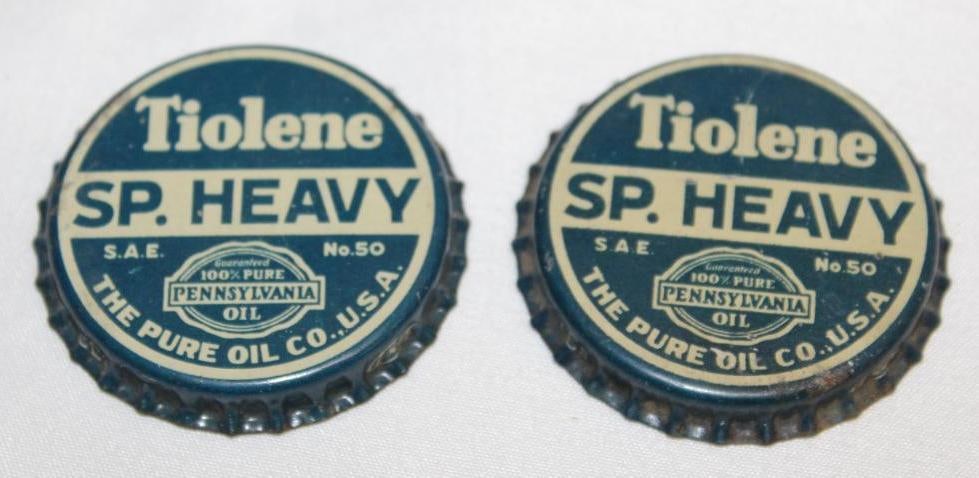 Tiolene
SP. HEAVY
S.A.E. No.50
Guaranteed
100% PURE
PENNSYLVANIA
OIL
THE PURE OIL CO., U.S.A.
Tiolene
SP. HEAVY
S.A.E. No.50
Guaranteed
100% PURE
PENNSYLVANIA
OIL
THE PURE OIL CO., U.S.A.